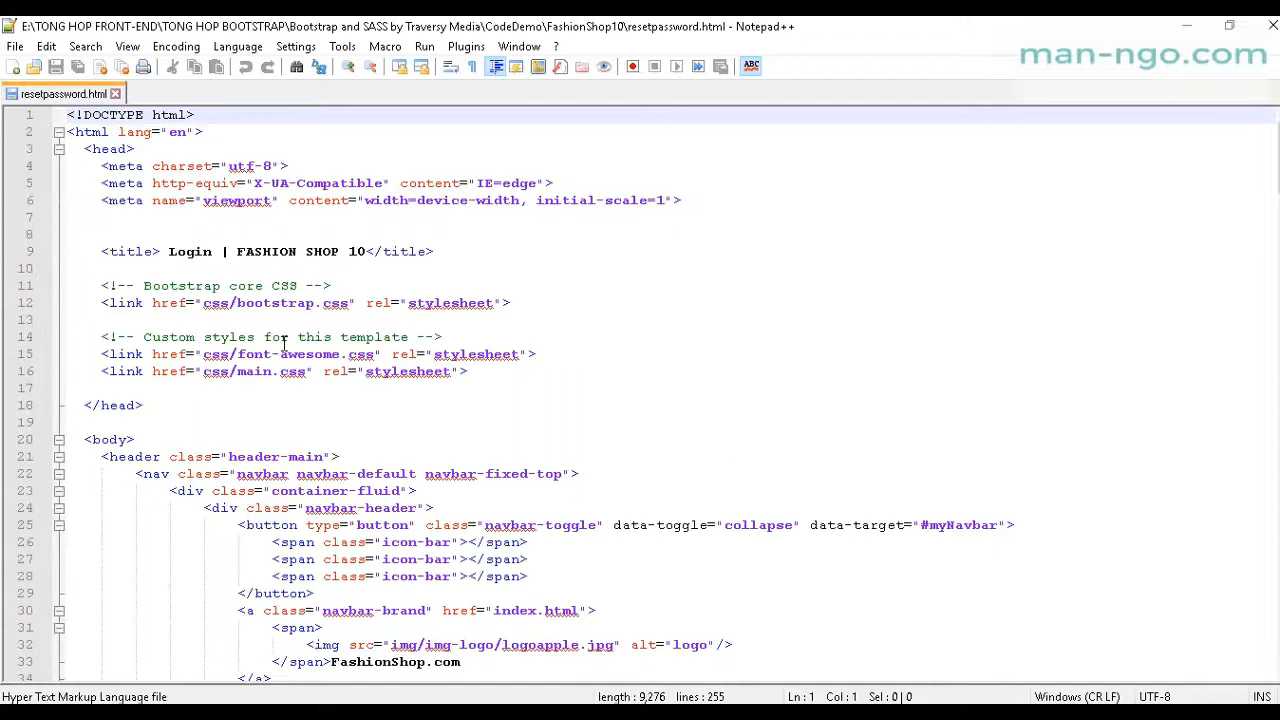 E:\TONG HOP FRONT-END\TONG HOP BOOTSTRAP\Bootstrap and SASS by Traversy Media\CodeDemo\FashionShop10\resetpassword.html - Notepad++
File Edit Search View Encoding Language Settings Tools Macro Run Plugins Window ?
man-ngo.com
ABC
resetpassword.html
1 <!DOCTYPE html>
2 <html lang="en">
3 <head>
4 <meta charset="utf-8">
5 <meta http-equiv="X-UA-Compatible" content="IE=edge">
6 <meta name="viewport" content="width=device-width, initial-scale=1">
7
8
9 <title> Login | FASHION SHOP 10</title>
10
11 <!-- Bootstrap core CSS -->
12 <link href="css/bootstrap.css" rel="stylesheet">
13
14 <!-- Custom styles for this template -->
15 <link href="css/font-awesome.css" rel="stylesheet">
16 <link href="css/main.css" rel="stylesheet">
17
18 </head>
19
20 <body>
21 <header class="header-main">
22 <nav class="navbar navbar-default navbar-fixed-top">
23 <div class="container-fluid">
24 <div class="navbar-header">
25 <button type="button" class="navbar-toggle" data-toggle="collapse" data-target="#myNavbar">
26 <span class="icon-bar"></span>
27 <span class="icon-bar"></span>
28 <span class="icon-bar"></span>
29 </button>
30 <a class="navbar-brand" href="index.html">
31 <span>
32 <img src="img/img-logo/logoapple.jpg" alt="logo"/>
33 </span>FashionShop.com
34 </a>
Hyper Text Markup Language file length : 9,276 lines : 255 Ln : 1 Col : 1 Sel : 0 | 0 Windows (CR LF) UTF-8 INS